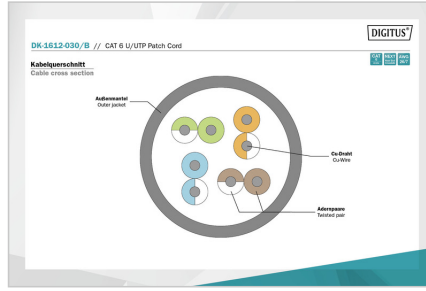 DIGITUS®
DK-1612-030/B // CAT 6 U/UTP Patch Cord
Kabelquerschnitt
Cable cross section
Außenmantel
Outer jacket
Cu-Draht
Cu-Wire
Adernpaare
Twisted pair